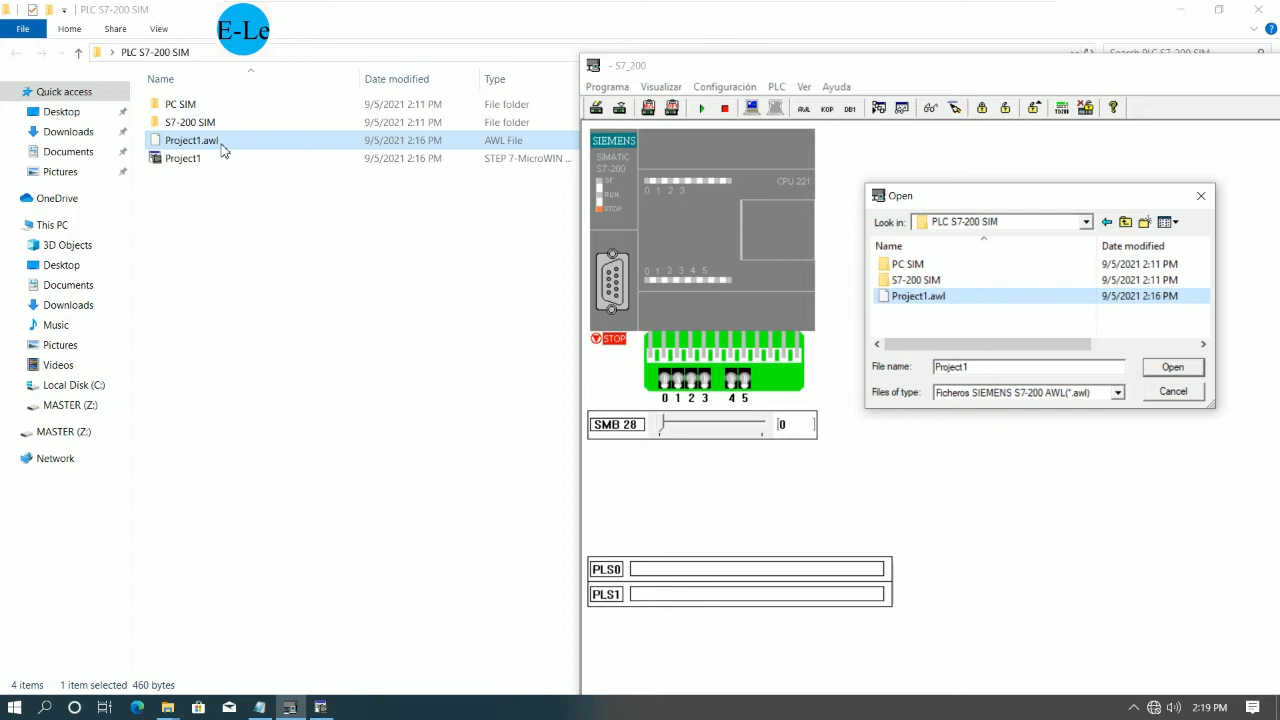 PLC S7-200 SIM
E-Le
File Home Share View
PLC S7-200 SIM
Search PLC S7-200 SIM
Name Date modified Type
PC SIM 9/5/2021 2:11 PM File folder
S7-200 SIM 9/5/2021 2:11 PM File folder
Project1.awl 9/5/2021 2:16 PM AWL File
Project1 9/5/2021 2:16 PM STEP 7-MicroWIN ...
Quick access
Desktop
Downloads
Documents
Pictures
OneDrive
This PC
3D Objects
Desktop
Documents
Downloads
Music
Pictures
Videos
Local Disk (C:)
MASTER (Z:)
MASTER (Z:)
Network
4 items 1 item selected 460 bytes
- S7_200
Programa Visualizar Configuración PLC Ver Ayuda
AWL KOP DB1
SIEMENS
SIMATIC
S7-200
SF
RUN
STOP
0 1 2 3
CPU 221
0 1 2 3 4 5
STOP
0 1 2 3 4 5
SMB 28 0
PLS0
PLS1
Open
Look in: PLC S7-200 SIM
Name Date modified
PC SIM 9/5/2021 2:11 PM
S7-200 SIM 9/5/2021 2:11 PM
Project1.awl 9/5/2021 2:16 PM
File name: Project1 Open
Files of type: Ficheros SIEMENS S7-200 AWL(*.awl) Cancel
2:19 PM